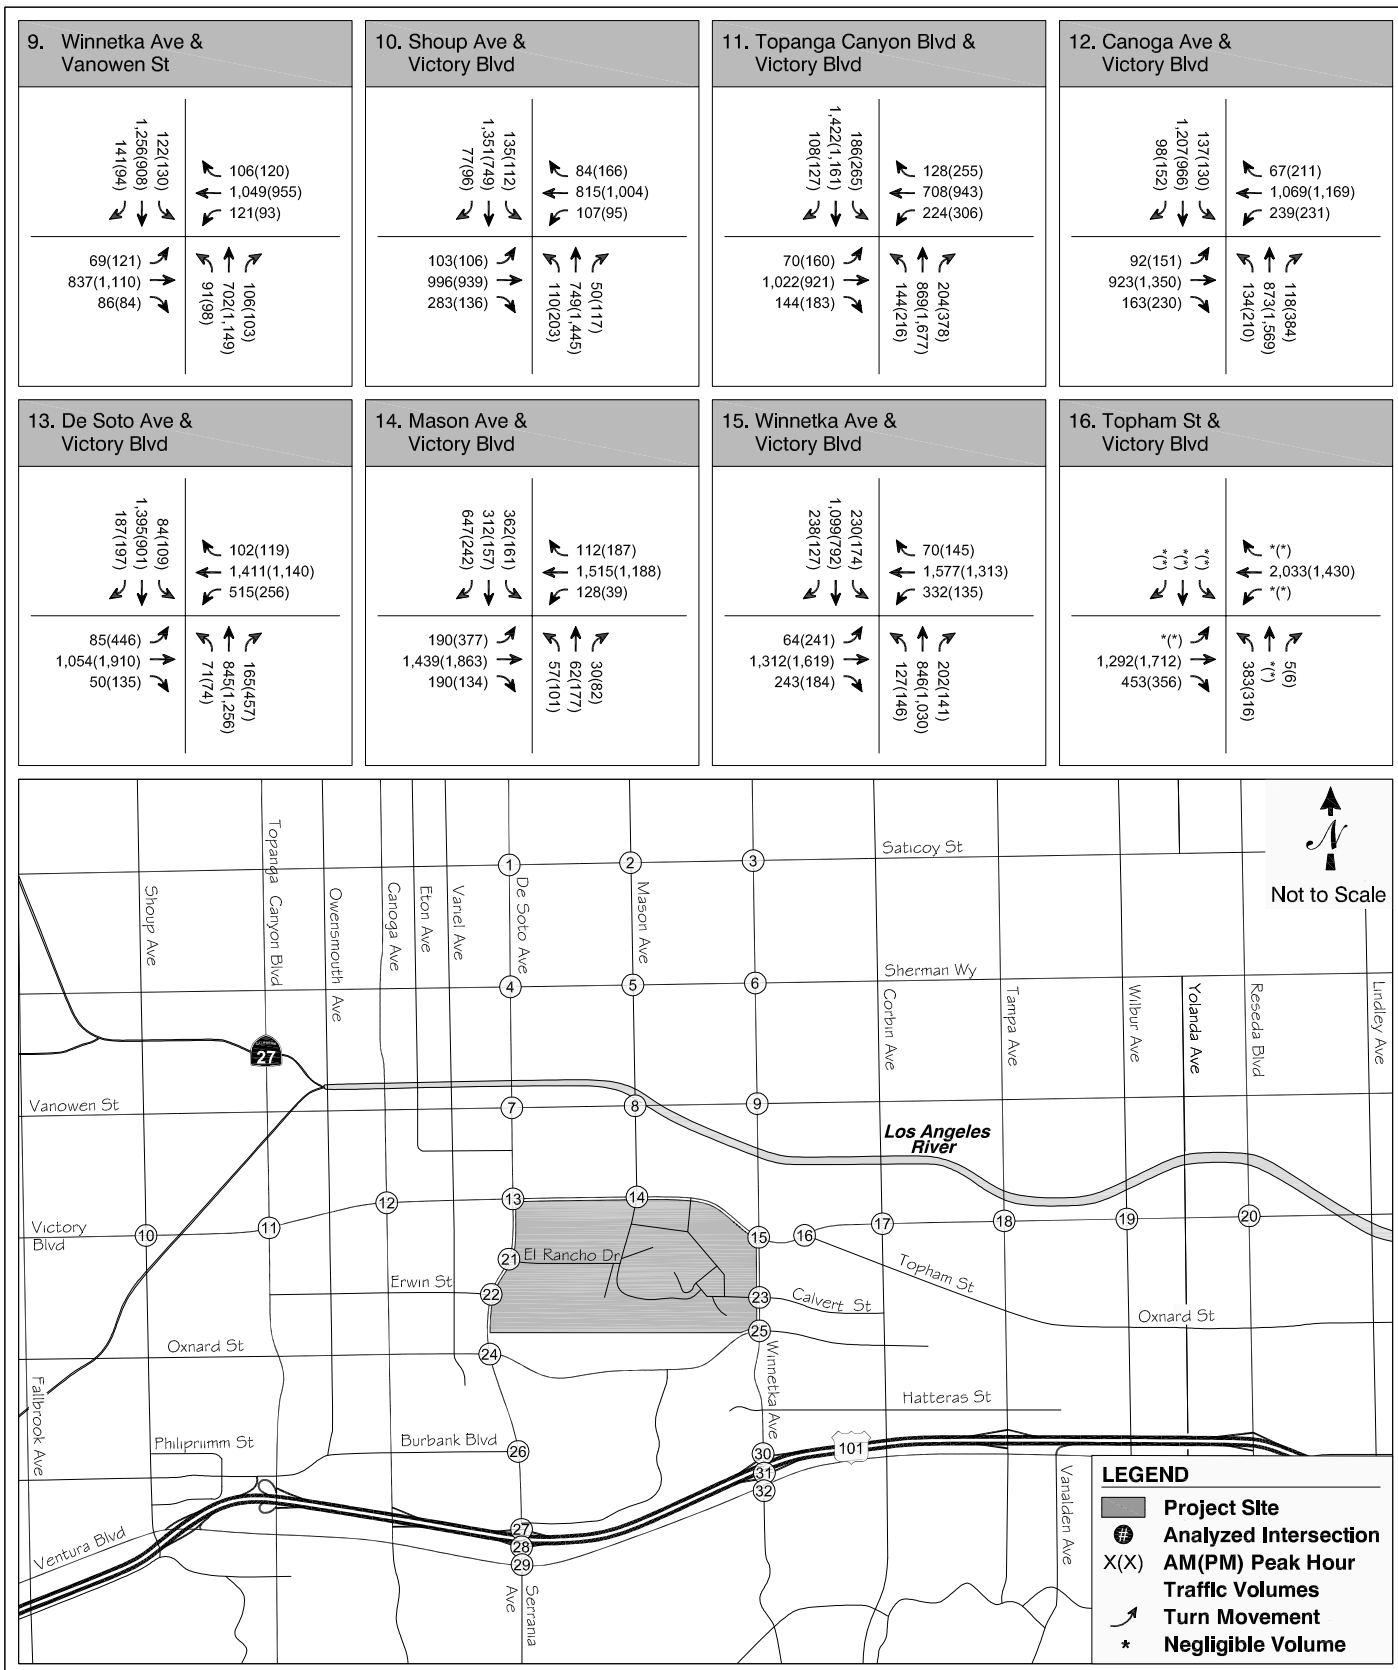 9. Winnetka Ave &
Vanowen St
122(130)
1,256(908)
141(94)
106(120)
1,049(955)
121(93)
69(121)
837(1,110)
86(84)
91(98)
702(1,149)
106(103)
10. Shoup Ave &
Victory Blvd
135(112)
1,351(749)
77(96)
84(166)
815(1,004)
107(95)
103(106)
996(939)
283(136)
110(203)
749(1,445)
50(117)
11. Topanga Canyon Blvd &
Victory Blvd
186(265)
1,422(1,161)
108(127)
128(255)
708(943)
224(306)
70(160)
1,022(921)
144(183)
144(216)
869(1,677)
204(378)
12. Canoga Ave &
Victory Blvd
137(130)
1,207(966)
98(152)
67(211)
1,069(1,169)
239(231)
92(151)
923(1,350)
163(230)
134(210)
873(1,569)
118(384)
13. De Soto Ave &
Victory Blvd
84(109)
1,395(901)
187(197)
102(119)
1,411(1,140)
515(256)
85(446)
1,054(1,910)
50(135)
71(74)
845(1,256)
165(457)
14. Mason Ave &
Victory Blvd
362(161)
312(157)
647(242)
112(187)
1,515(1,188)
128(39)
190(377)
1,439(1,863)
190(134)
57(101)
62(177)
30(82)
15. Winnetka Ave &
Victory Blvd
230(174)
1,099(792)
238(127)
70(145)
1,577(1,313)
332(135)
64(241)
1,312(1,619)
243(184)
127(146)
846(1,030)
202(141)
16. Topham St &
Victory Blvd
*(*)
*(*)
*(*)
*(*)
2,033(1,430)
*(*)
*(*)
1,292(1,712)
453(356)
383(316)
*(*)
5(6)
N
Not to Scale
Saticoy St
Sherman Wy
Vanowen St
Victory
Blvd
Shoup Ave
Topanga Canyon Blvd
Owensmouth Ave
Canoga Ave
Eton Ave
Variel Ave
De Soto Ave
Mason Ave
Corbin Ave
Tampa Ave
Wilbur Ave
Yolanda Ave
Reseda Blvd
Lindley Ave
1
2
3
4
5
6
27
7
8
9
Los Angeles
River
10
11
12
13
14
15
16
17
18
19
20
21
El Rancho Dr
Erwin St
22
23
Calvert St
Topham St
Oxnard St
25
Oxnard St
24
Fallbrook Ave
Winnetka Ave
Hatteras St
Philiprimm St
Burbank Blvd
26
30
31
32
101
Vanalden Ave
Ventura Blvd
27
28
29
Serrania
Ave
LEGEND
Project Site
# Analyzed Intersection
X(X) AM(PM) Peak Hour
Traffic Volumes
Turn Movement
* Negligible Volume